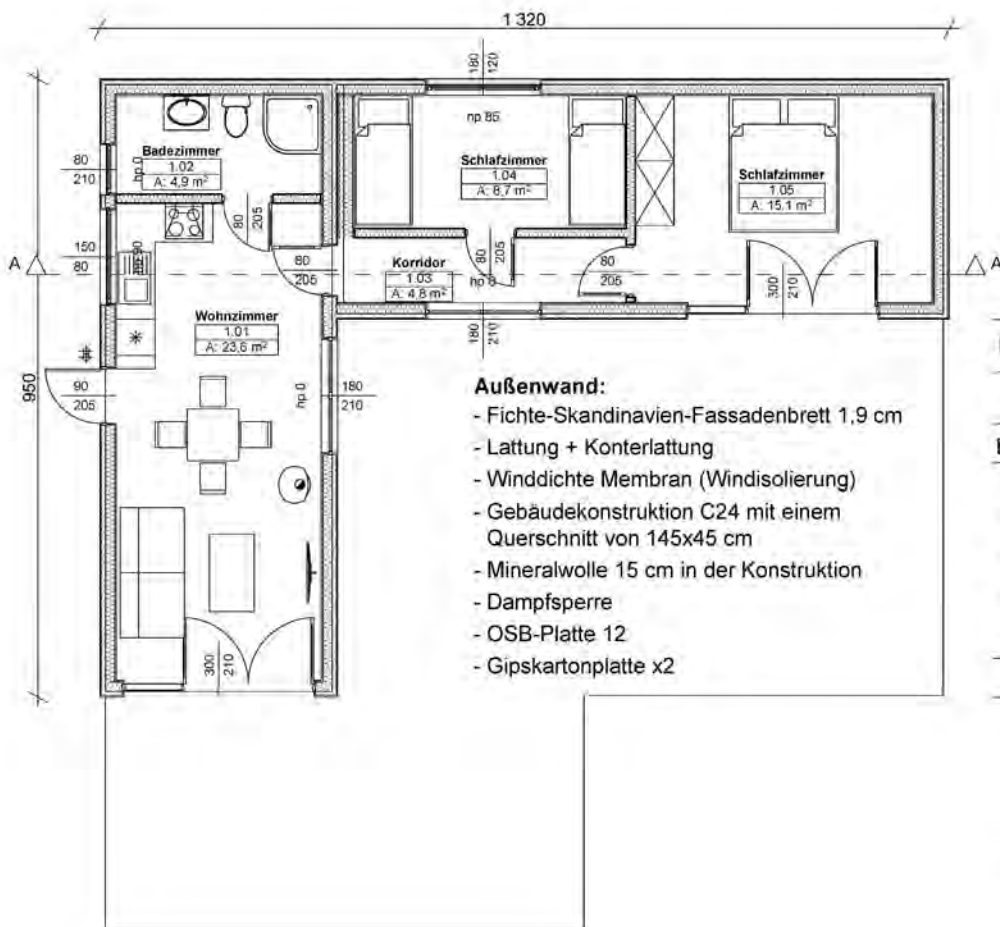 1 320
180
120
np 85
Badezimmer
1.02
A: 4,9 m²
80
210
hp 0
Schlafzimmer
1.04
A: 8,7 m²
Schlafzimmer
1.05
A: 15,1 m²
80
205
150
80
A
80
205
Korridor
1.03
A: 4,8 m²
80
205
80
205
300
210
A
Wohnzimmer
1.01
A: 23,6 m²
180
210
950
90
205
hp 0
180
210
Außenwand:
- Fichte-Skandinavien-Fassadenbrett 1,9 cm
- Lattung + Konterlattung
- Winddichte Membran (Windisolierung)
- Gebäudekonstruktion C24 mit einem
Querschnitt von 145x45 cm
- Mineralwolle 15 cm in der Konstruktion
- Dampfsperre
- OSB-Platte 12
- Gipskartonplatte x2
300
210